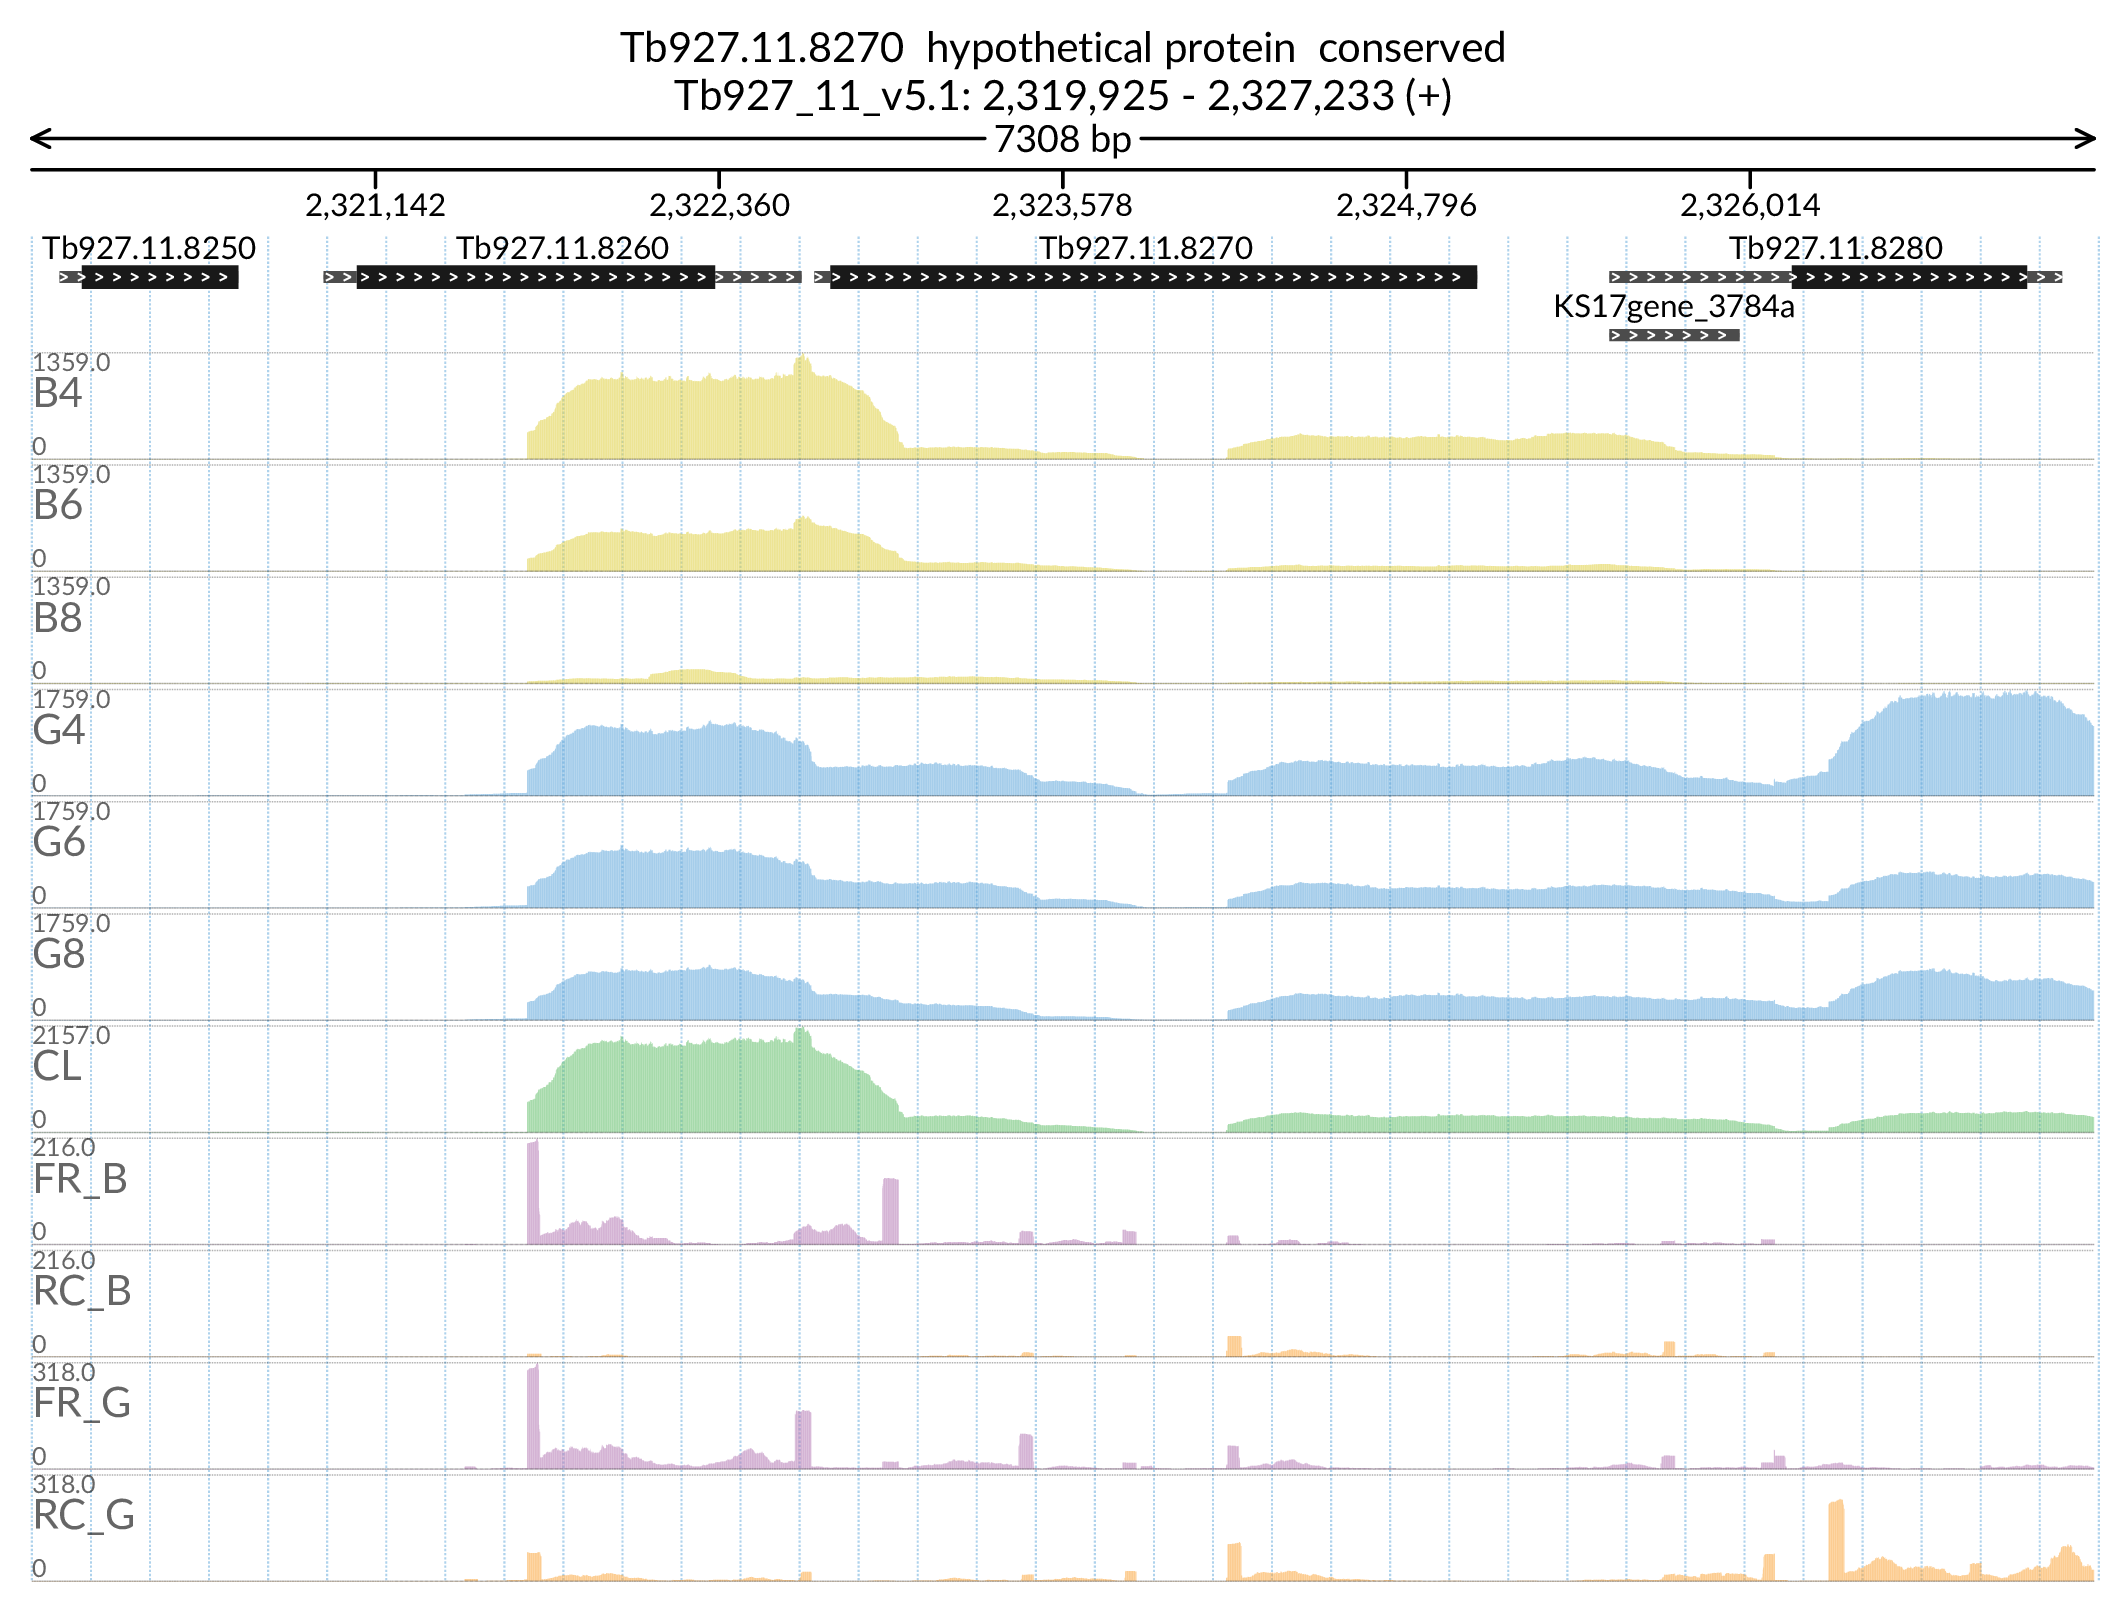 Tb927.11.8270 hypothetical protein conserved
Tb927_11_v5.1: 2,319,925 - 2,327,233 (+)
7308 bp
2,321,142 2,322,360 2,323,578 2,324,796 2,326,014
Tb927.11.8250 Tb927.11.8260 Tb927.11.8270 Tb927.11.8280
KS17gene_3784a
1359.0
B4
0
1359.0
B6
0
1359.0
B8
0
1759.0
G4
0
1759.0
G6
0
1759.0
G8
0
2157.0
CL
0
216.0
FR_B
0
216.0
RC_B
0
318.0
FR_G
0
318.0
RC_G
0